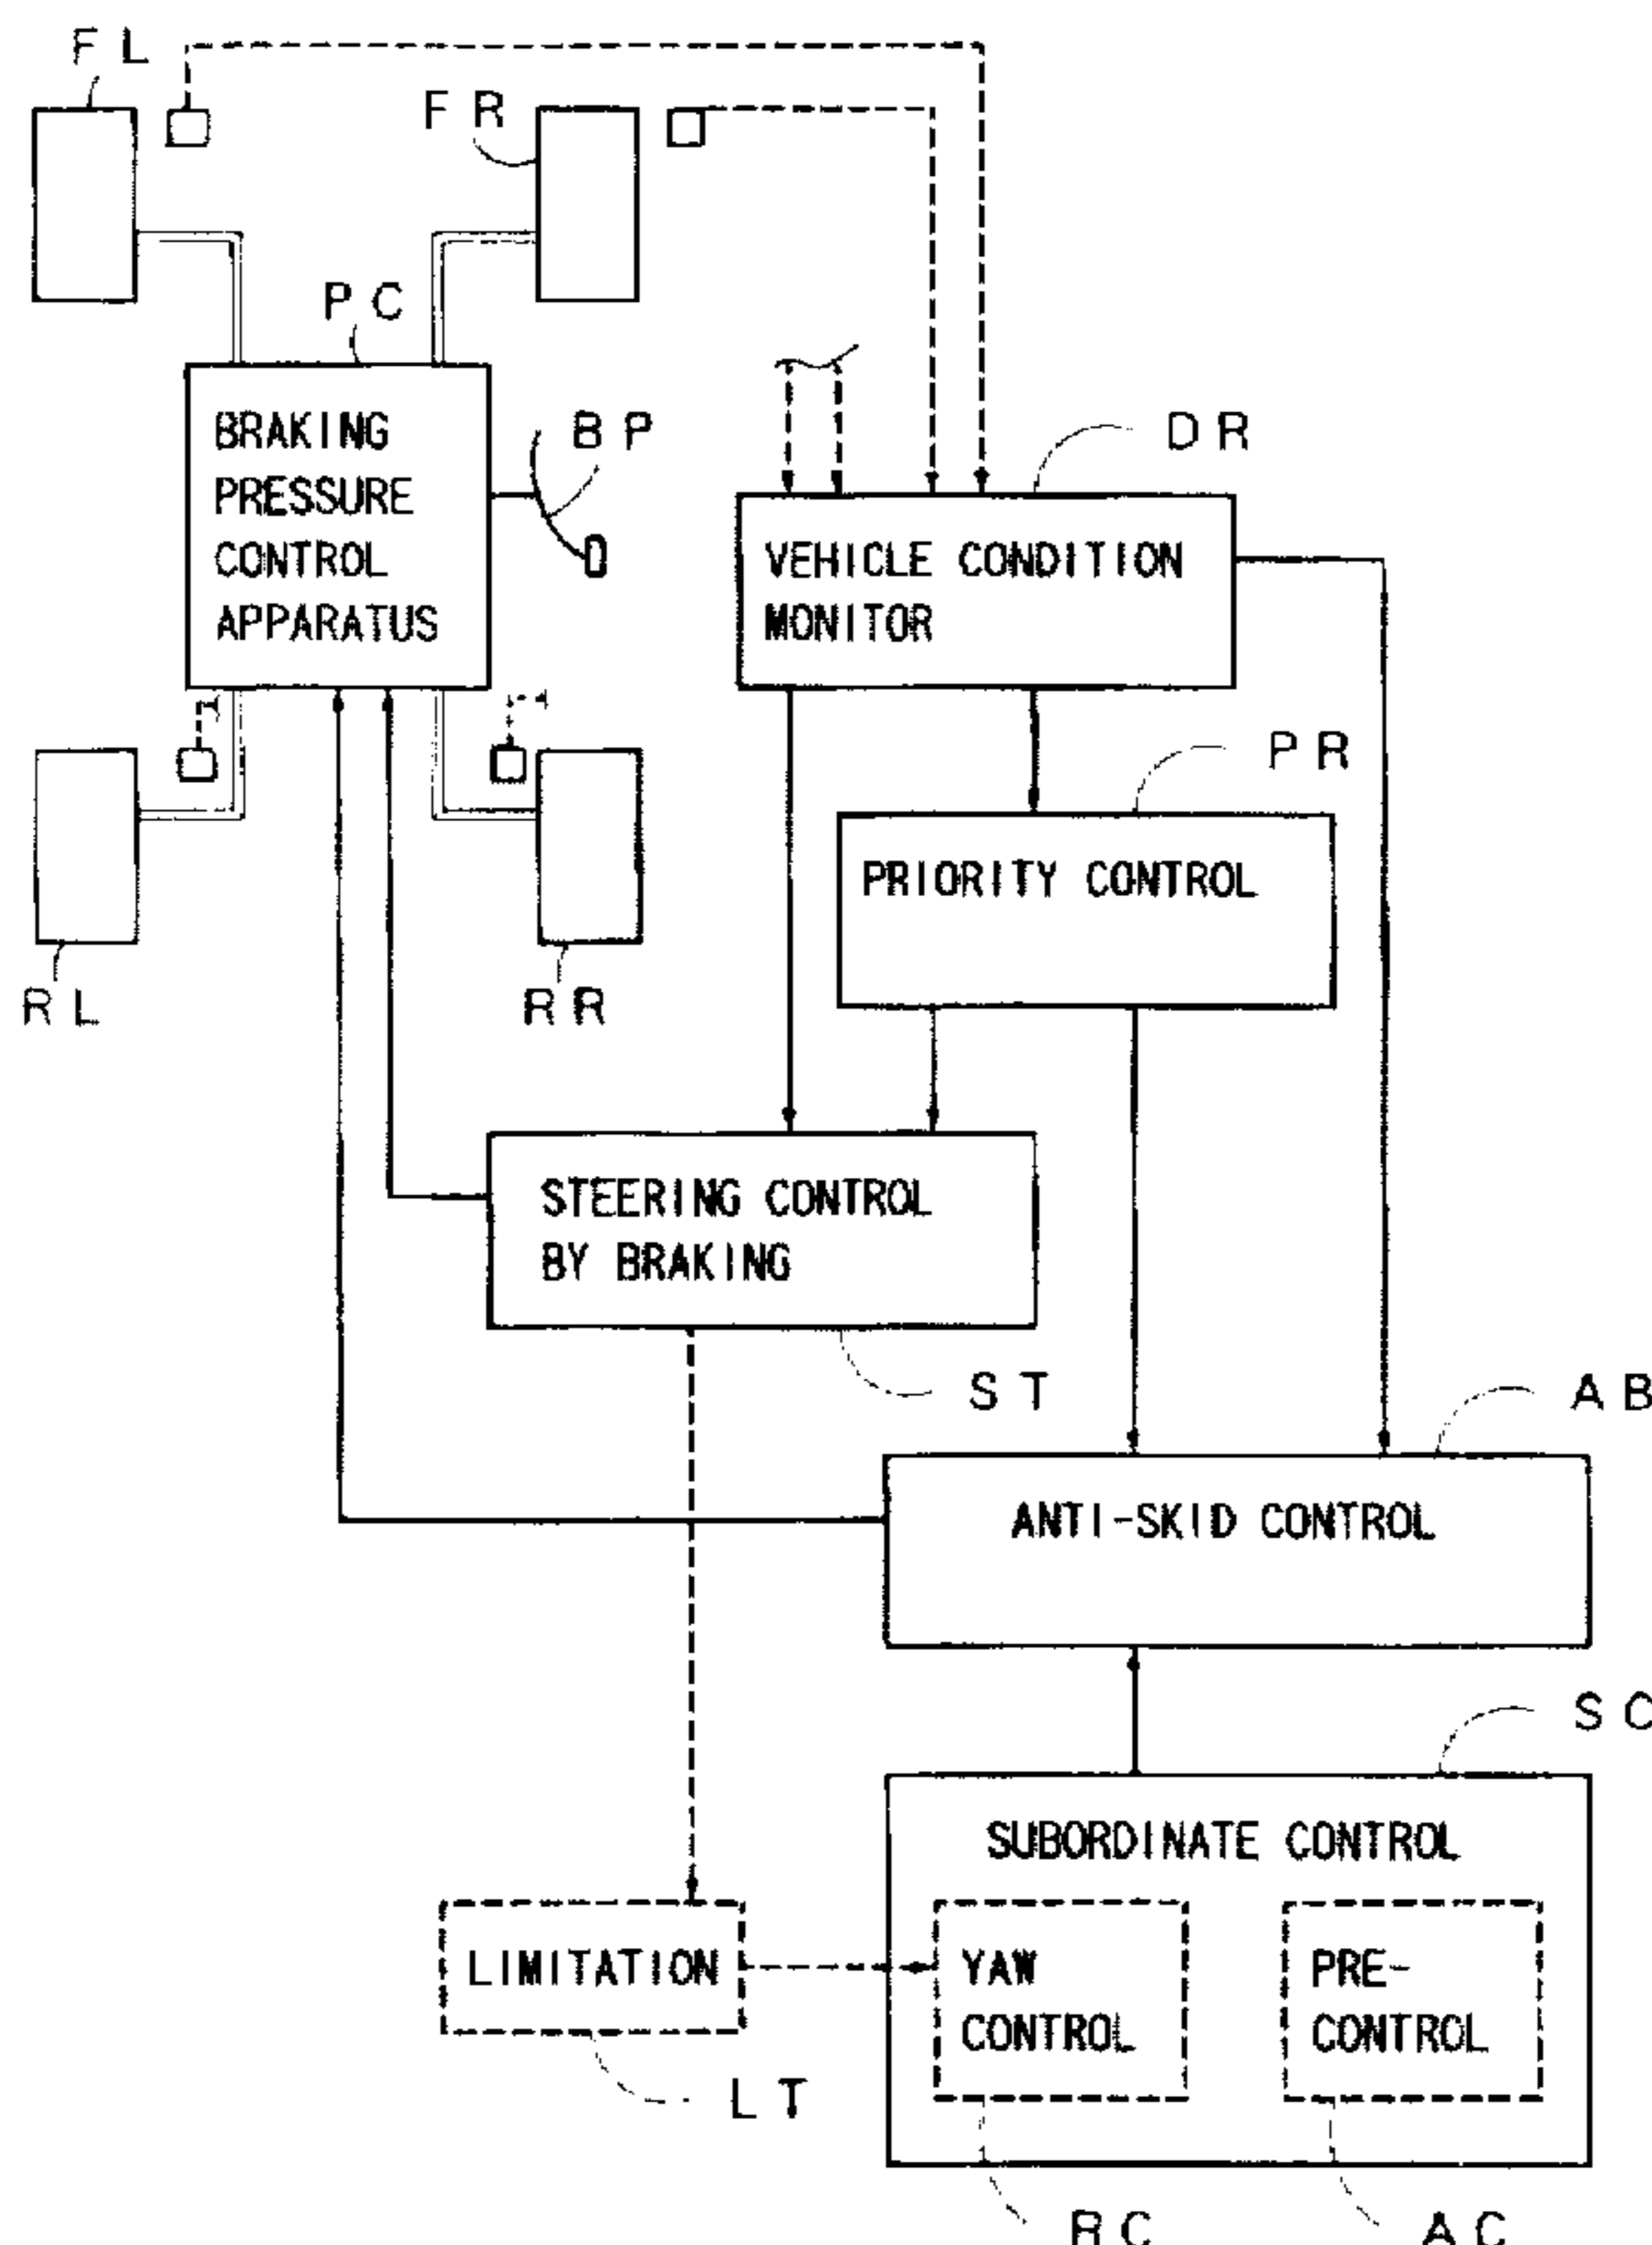 FL
FR
PC
BRAKING
PRESSURE
CONTROL
APPARATUS
BP
DR
VEHICLE CONDITION
MONITOR
PR
PRIORITY CONTROL
RL
RR
STEERING CONTROL
BY BRAKING
ST
AB
ANTI-SKID CONTROL
SC
SUBORDINATE CONTROL
LIMITATION
YAW
CONTROL
PRE-
CONTROL
LT
RC
AC